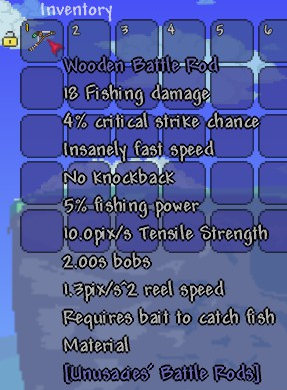 Inventory
1 2 3 4 5 6
Wooden Battle Rod
18 Fishing damage
4% critical strike chance
Insanely fast speed
No knockback
5% fishing power
10.0pix/s Tensile Strength
2.00s bobs
1.3pix/s^2 reel speed
Requires bait to catch fish
Material
[Unusacies' Battle Rods]